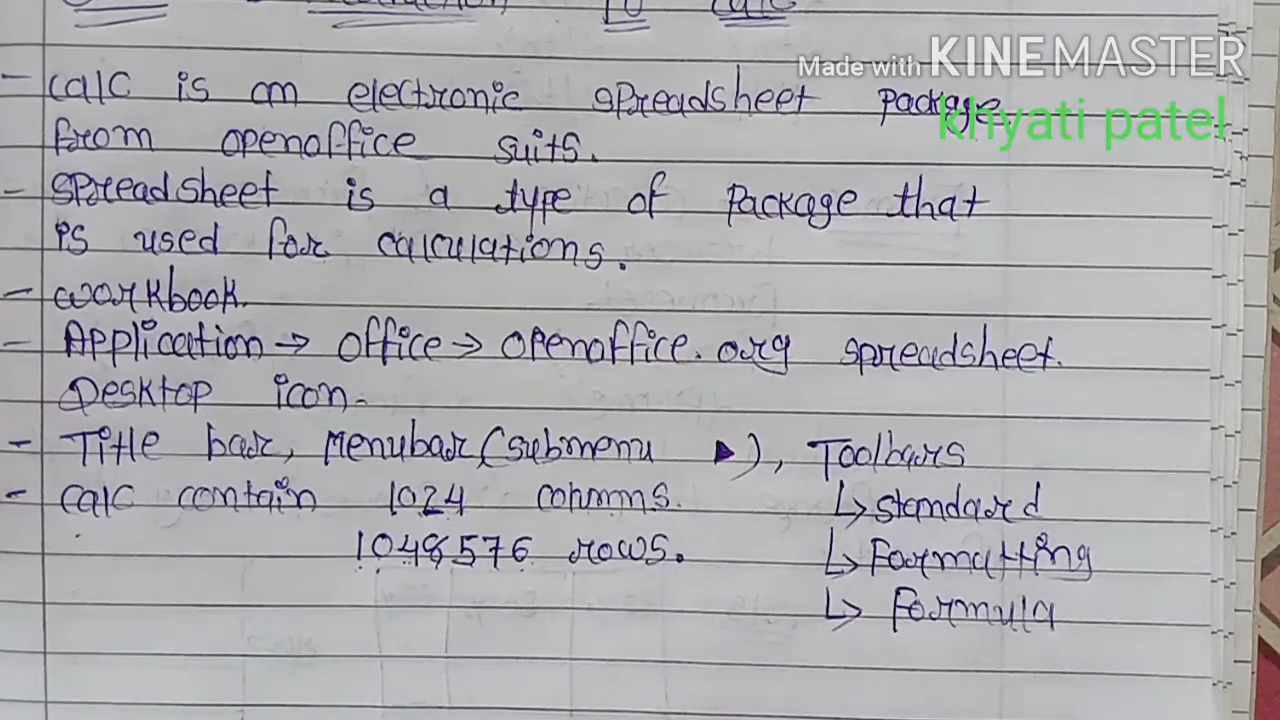 To calc
Made with KINEMASTER
khyati patel
- calc is an electronic spreadsheet package
from openoffice suits.
- spreadsheet is a type of package that
is used for calculations.
- workbook.
- Application → office → openoffice.org spreadsheet.
Desktop icon.
- Title bar, Menubar (submenu ▶), Toolbars
- calc contain 1024 columns. ↳ standard
1048576 rows. ↳ Formatting
↳ Formula